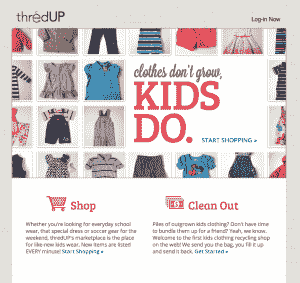 thredUP
Log-in Now
clothes don't grow,
KIDS
DO.
START SHOPPING »
Shop
Whether you're looking for everyday school
wear, that special dress or soccer gear for the
weekend, thredUP's marketplace is the place
for like-new kids wear. New items are listed
EVERY minute! Start Shopping »
Clean Out
Piles of outgrown kids clothing? Don't have time
to bundle them up for a friend? Yeah, we know.
Welcome to the first kids clothing recycling shop
on the web! We send you the bag, you fill it up
and send it back. Get Started »